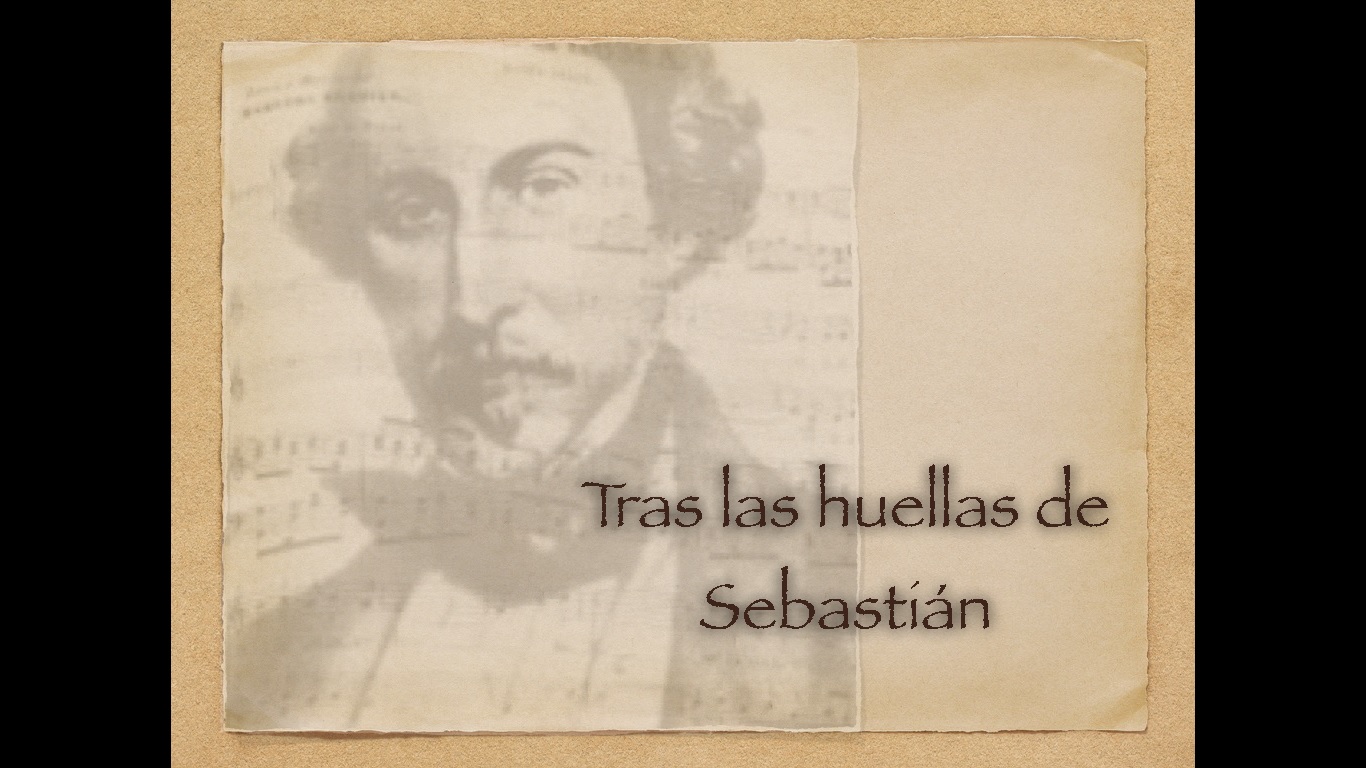 Tras las huellas de
Sebastián